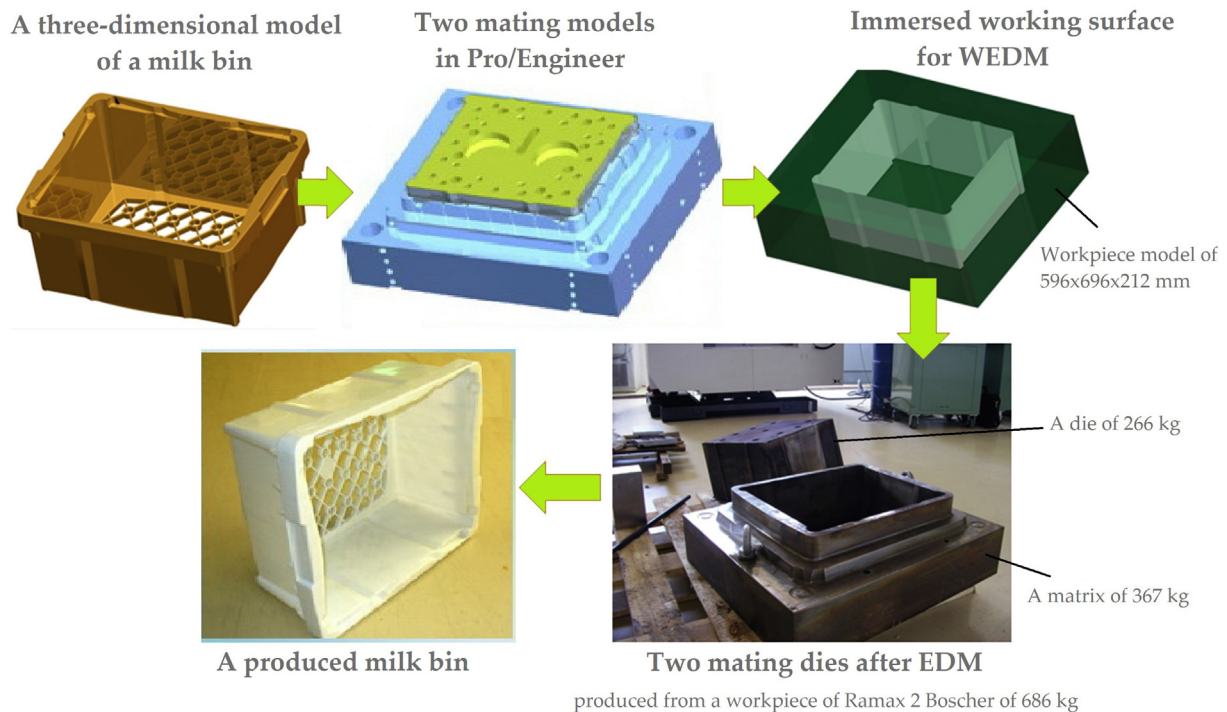 A three-dimensional model
of a milk bin
Two mating models
in Pro/Engineer
Immersed working surface
for WEDM
Workpiece model of
596x696x212 mm
A die of 266 kg
A matrix of 367 kg
A produced milk bin
Two mating dies after EDM
produced from a workpiece of Ramax 2 Boscher of 686 kg